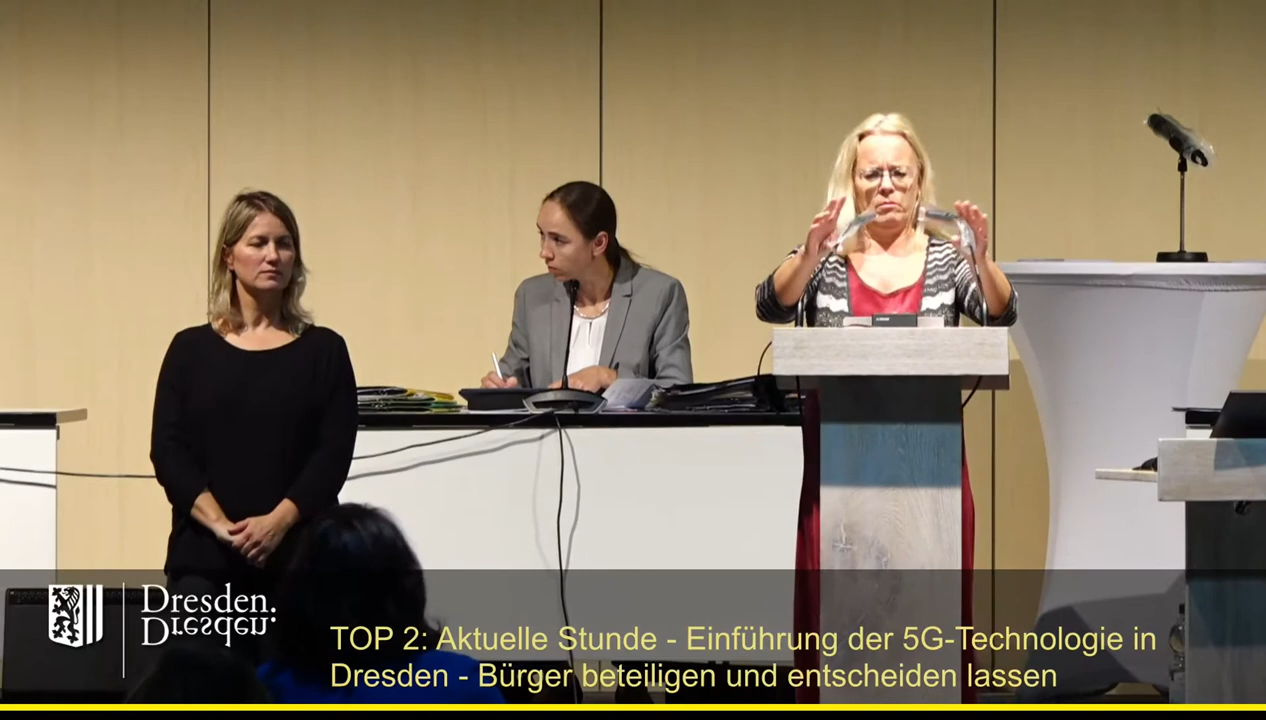 Dresden.
Dresden.
TOP 2: Aktuelle Stunde - Einführung der 5G-Technologie in
Dresden - Bürger beteiligen und entscheiden lassen